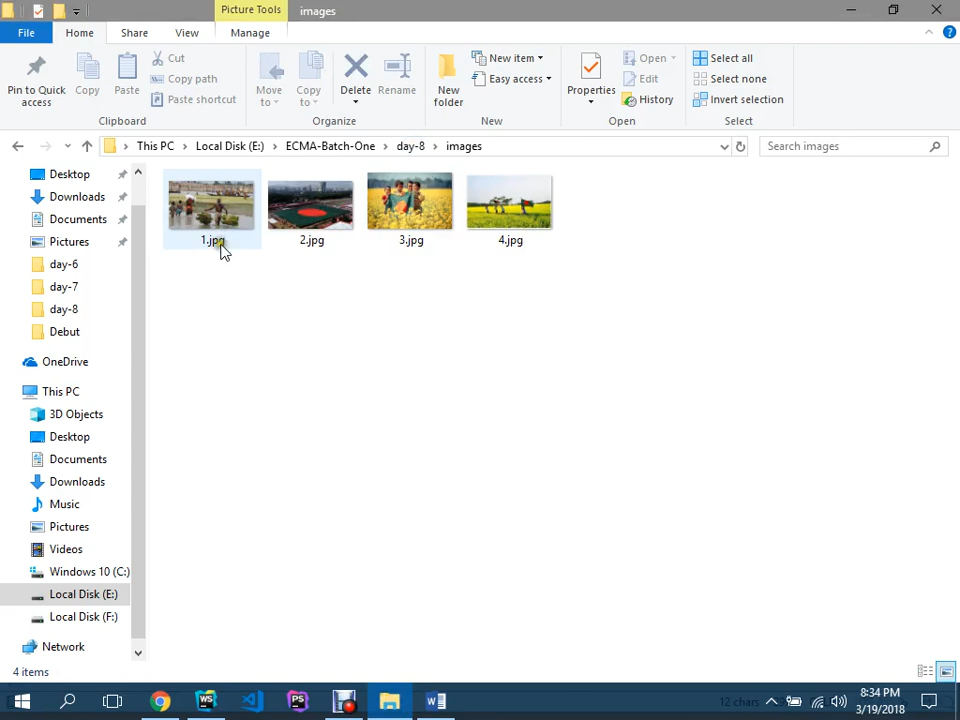 Picture Tools
images
File
Home
Share
View
Manage
Pin to Quick access
Copy
Paste
Cut
Copy path
Paste shortcut
Clipboard
Move to
Copy to
Delete
Rename
Organize
New folder
New item
Easy access
New
Properties
Open
Edit
History
Open
Select all
Select none
Invert selection
Select
This PC
Local Disk (E:)
ECMA-Batch-One
day-8
images
Search images
Desktop
Downloads
Documents
Pictures
day-6
day-7
day-8
Debut
OneDrive
This PC
3D Objects
Desktop
Documents
Downloads
Music
Pictures
Videos
Windows 10 (C:)
Local Disk (E:)
Local Disk (F:)
Network
1.jpg
2.jpg
3.jpg
4.jpg
4 items
12 chars
8:34 PM
3/19/2018